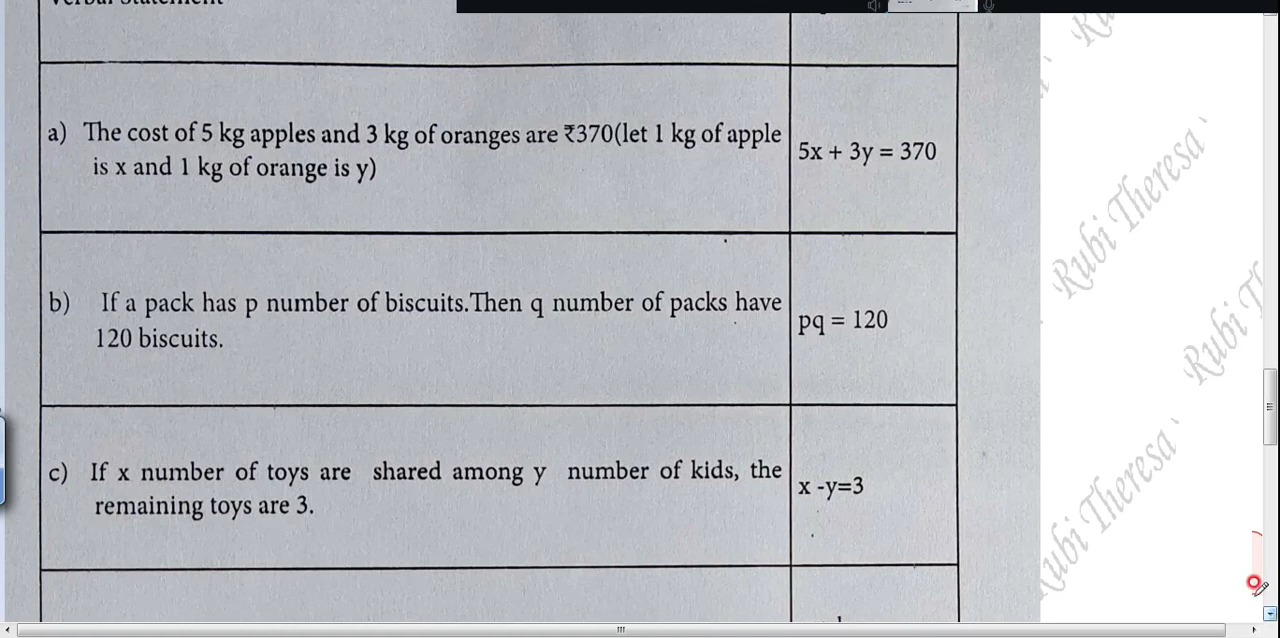 Verbal Statement
a) The cost of 5 kg apples and 3 kg of oranges are ₹370(let 1 kg of apple
is x and 1 kg of orange is y)
5x + 3y = 370
b) If a pack has p number of biscuits.Then q number of packs have
120 biscuits.
pq = 120
c) If x number of toys are shared among y number of kids, the
remaining toys are 3.
x -y=3
Rubi Theresa
Rubi Theresa